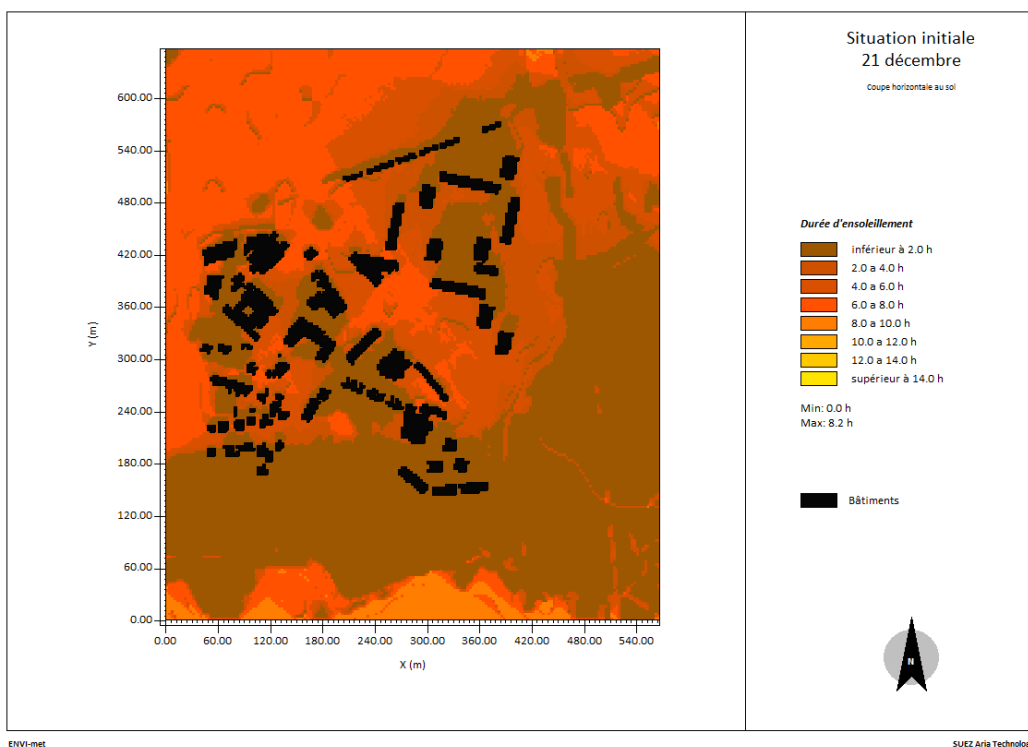 Situation initiale
21 décembre
Coupe horizontale au sol
600.00
540.00
480.00
420.00
360.00
300.00
240.00
180.00
120.00
60.00
0.00
Y (m)
0.00 60.00 120.00 180.00 240.00 300.00 360.00 420.00 480.00 540.00
X (m)
Durée d'ensoleillement
inférieur à 2.0 h
2.0 a 4.0 h
4.0 a 6.0 h
6.0 a 8.0 h
8.0 a 10.0 h
10.0 a 12.0 h
12.0 a 14.0 h
supérieur à 14.0 h
Min: 0.0 h
Max: 8.2 h
Bâtiments
N
ENVI-met
SUEZ Aria